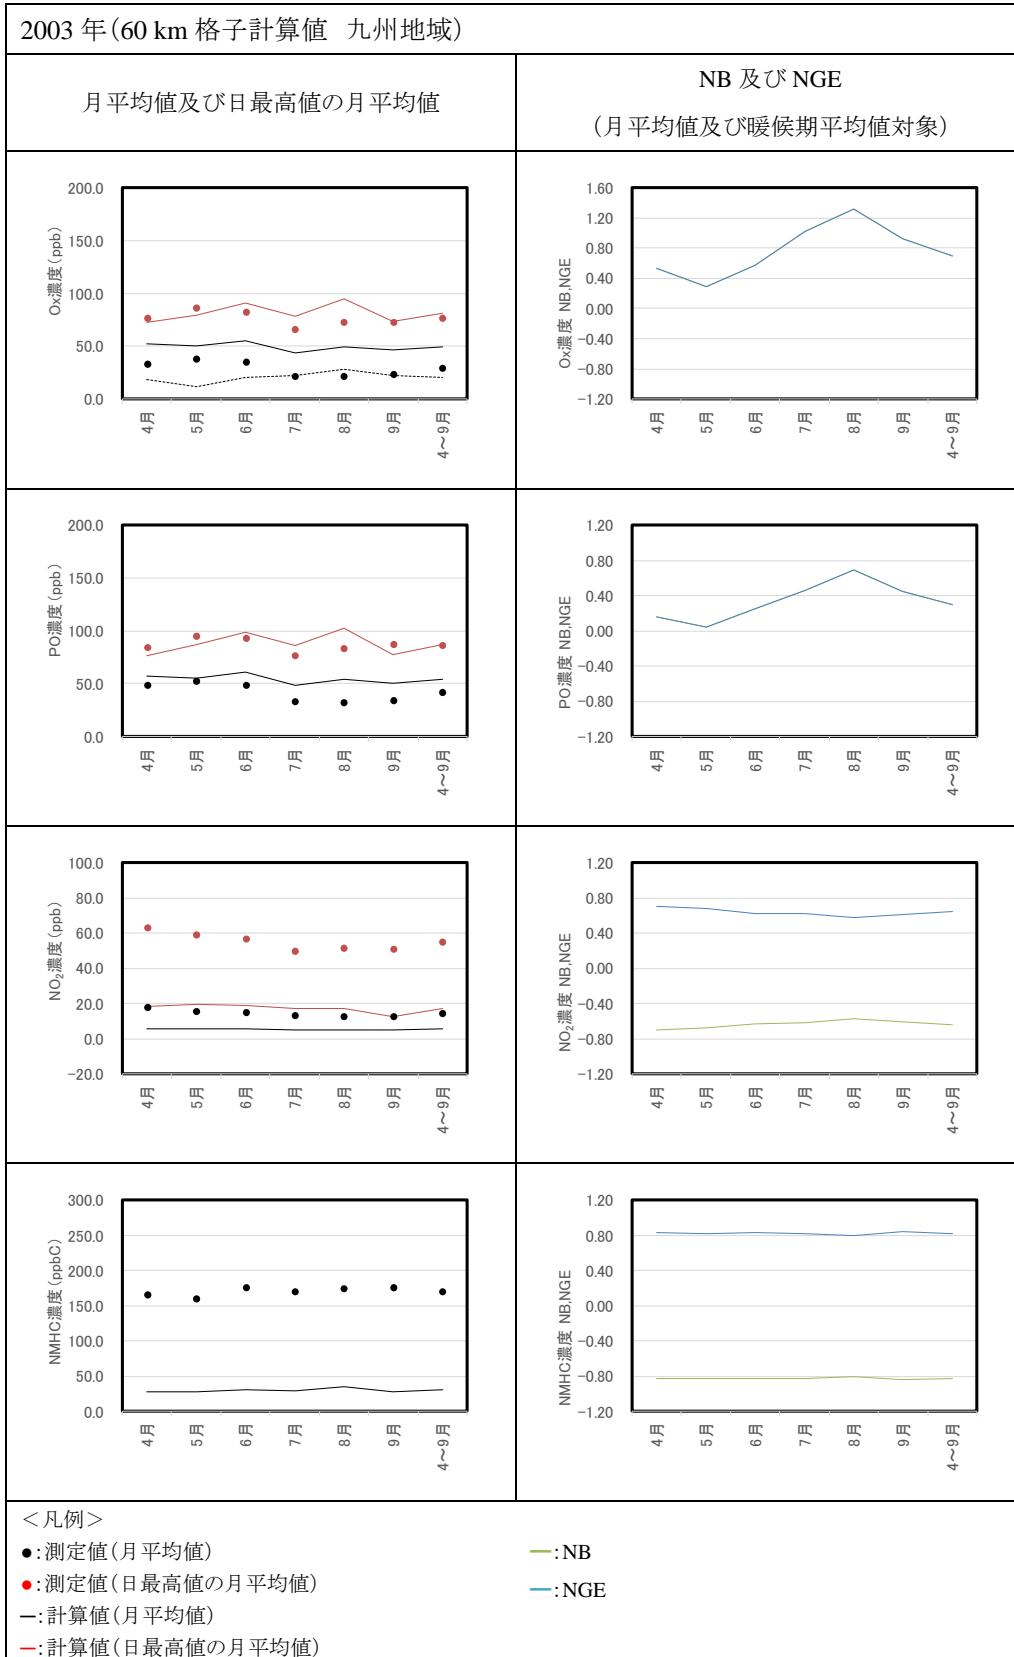 2003 年(60 km 格子計算値 九州地域)
月平均値及び日最高値の月平均値
NB 及び NGE
(月平均値及び暖候期平均値対象)
Ox濃度(ppb)
200.0
150.0
100.0
50.0
0.0
4月
5月
6月
7月
8月
9月
4～9月
Ox濃度 NB,NGE
1.60
1.20
0.80
0.40
0.00
−0.40
−0.80
−1.20
4月
5月
6月
7月
8月
9月
4～9月
PO濃度(ppb)
200.0
150.0
100.0
50.0
0.0
4月
5月
6月
7月
8月
9月
4～9月
PO濃度 NB,NGE
1.20
0.80
0.40
0.00
−0.40
−0.80
−1.20
4月
5月
6月
7月
8月
9月
4～9月
NO₂濃度(ppb)
100.0
80.0
60.0
40.0
20.0
0.0
−20.0
4月
5月
6月
7月
8月
9月
4～9月
NO₂濃度 NB,NGE
1.20
0.80
0.40
0.00
−0.40
−0.80
−1.20
4月
5月
6月
7月
8月
9月
4～9月
NMHC濃度(ppbC)
300.0
250.0
200.0
150.0
100.0
50.0
0.0
4月
5月
6月
7月
8月
9月
4～9月
NMHC濃度 NB,NGE
1.20
0.80
0.40
0.00
−0.40
−0.80
−1.20
4月
5月
6月
7月
8月
9月
4～9月
＜凡例＞
●:測定値(月平均値)
●:測定値(日最高値の月平均値)
ー:計算値(月平均値)
ー:計算値(日最高値の月平均値)
ー:NB
ー:NGE